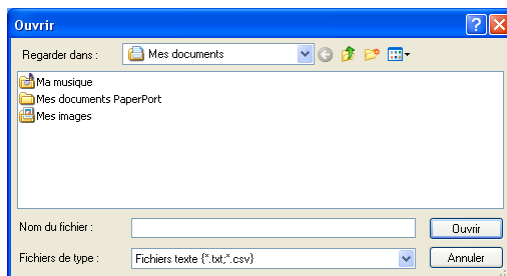 Ouvrir
Regarder dans : Mes documents
Ma musique
Mes documents PaperPort
Mes images
Nom du fichier : Ouvrir
Fichiers de type : Fichiers texte {*.txt;*.csv} Annuler